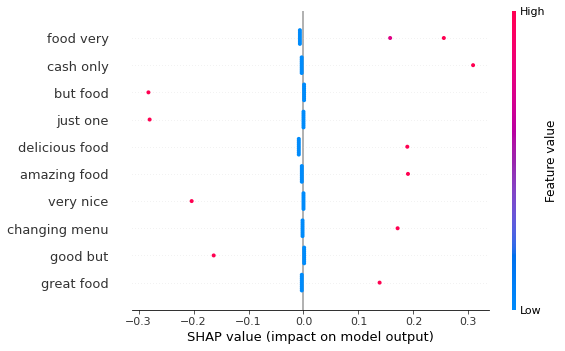 High
food very
cash only
but food
just one
delicious food
amazing food
very nice
changing menu
good but
great food
Feature value
Low
−0.3 −0.2 −0.1 0.0 0.1 0.2 0.3
SHAP value (impact on model output)